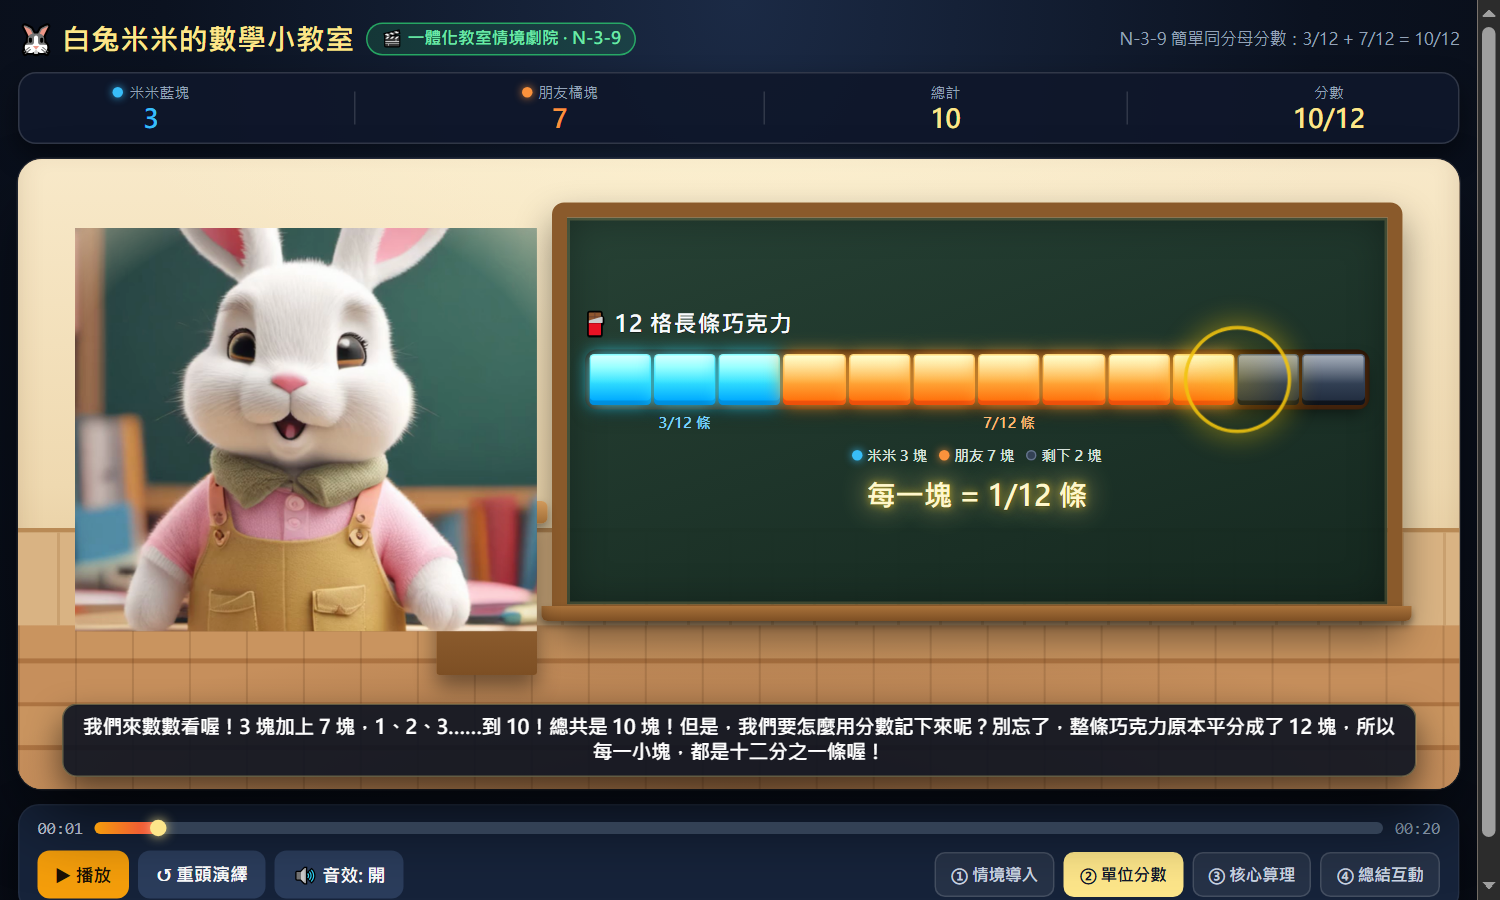 白兔米米的數學小教室
一體化教室情境劇院 · N-3-9
N-3-9 簡單同分母分數：3/12 + 7/12 = 10/12
米米藍塊
3
朋友橘塊
7
總計
10
分數
10/12
12 格長條巧克力
3/12 條
7/12 條
米米 3 塊 朋友 7 塊 剩下 2 塊
每一塊 = 1/12 條
我們來數數看喔！3 塊加上 7 塊，1、2、3……到 10！總共是 10 塊！但是，我們要怎麼用分數記下來呢？別忘了，整條巧克力原本平分成了 12 塊，所以
每一小塊，都是十二分之一條喔！
00:01
00:20
▶ 播放
↺ 重頭演繹
音效: 開
① 情境導入
② 單位分數
③ 核心算理
④ 總結互動